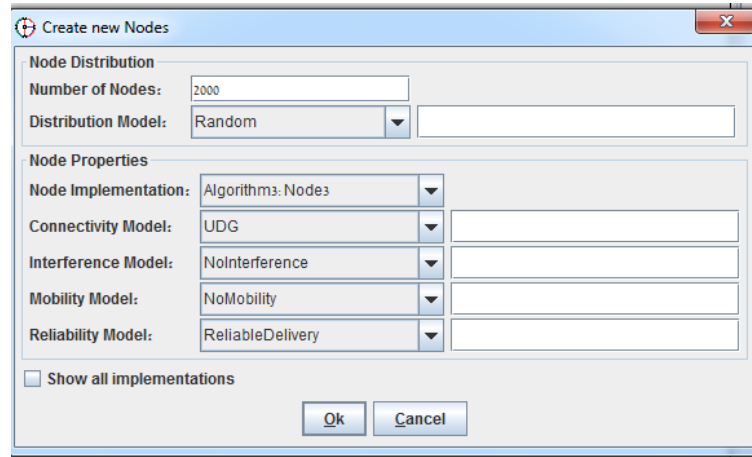 Create new Nodes
Node Distribution
Number of Nodes: 2000
Distribution Model: Random
Node Properties
Node Implementation: Algorithm3:Node3
Connectivity Model: UDG
Interference Model: NoInterference
Mobility Model: NoMobility
Reliability Model: ReliableDelivery
Show all implementations
Ok Cancel